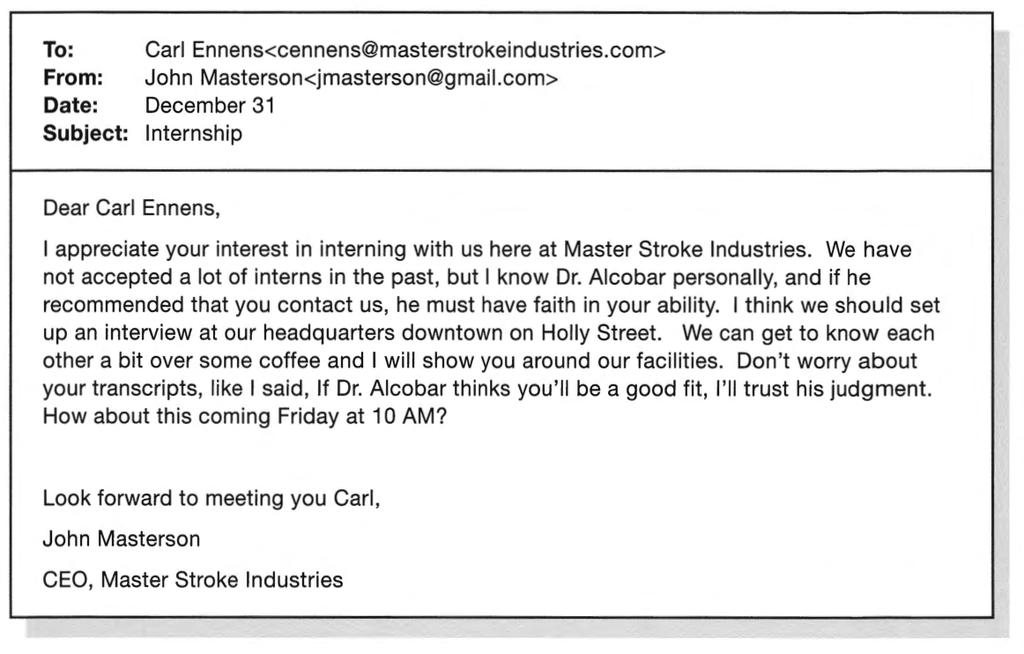 To: Carl Ennens<cennens@masterstrokeindustries.com>
From: John Masterson<jmasterson@gmail.com>
Date: December 31
Subject: Internship
Dear Carl Ennens,
I appreciate your interest in interning with us here at Master Stroke Industries. We have
not accepted a lot of interns in the past, but I know Dr. Alcobar personally, and if he
recommended that you contact us, he must have faith in your ability. I think we should set
up an interview at our headquarters downtown on Holly Street. We can get to know each
other a bit over some coffee and I will show you around our facilities. Don't worry about
your transcripts, like I said, If Dr. Alcobar thinks you'll be a good fit, I'll trust his judgment.
How about this coming Friday at 10 AM?
Look forward to meeting you Carl,
John Masterson
CEO, Master Stroke Industries